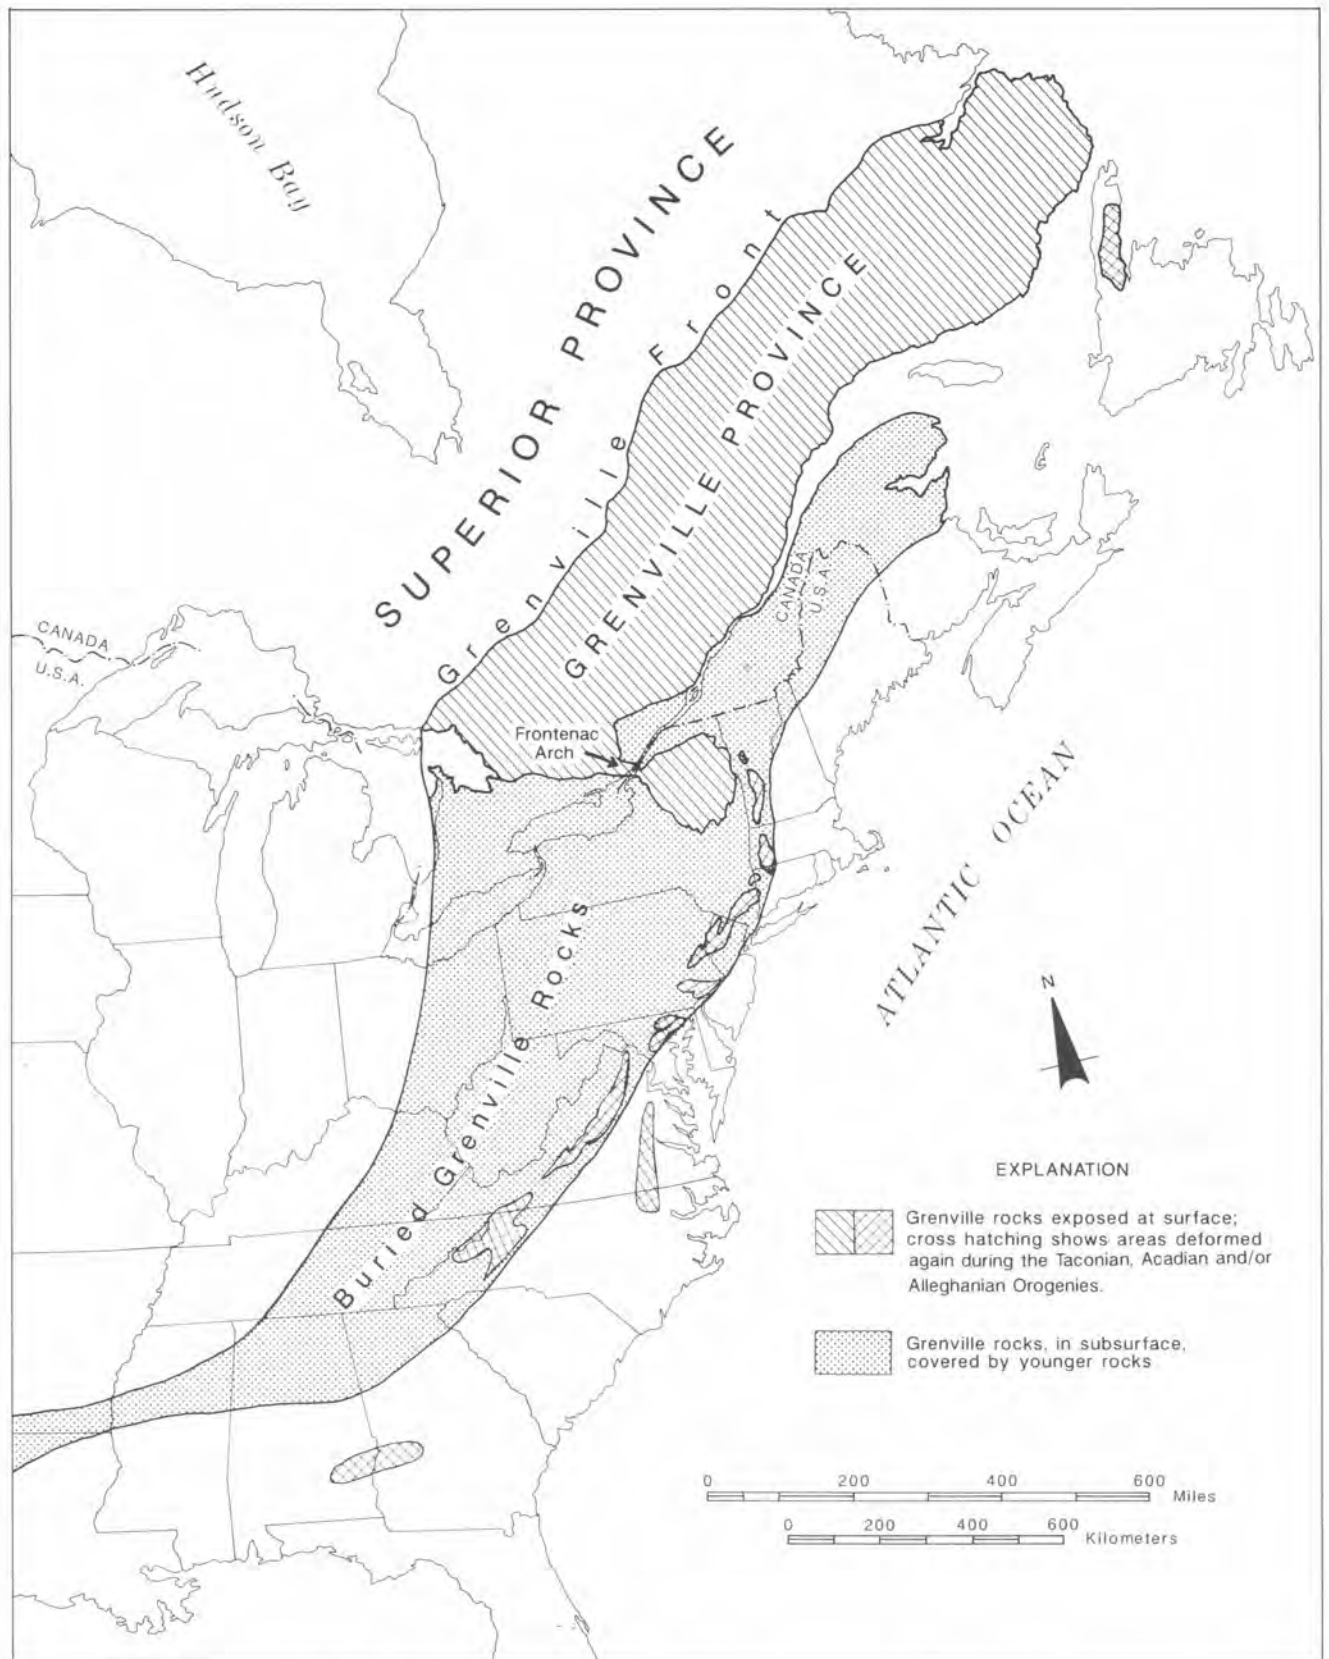 Hudson Bay
SUPERIOR PROVINCE
Grenville Front
GRENVILLE PROVINCE
CANADA
U.S.A.
CANADA
U.S.A.
Frontenac
Arch
ATLANTIC OCEAN
Buried Grenville Rocks
N
EXPLANATION
Grenville rocks exposed at surface;
cross hatching shows areas deformed
again during the Taconian, Acadian and/or
Alleghanian Orogenies.
Grenville rocks, in subsurface,
covered by younger rocks
0 200 400 600
Miles
0 200 400 600
Kilometers